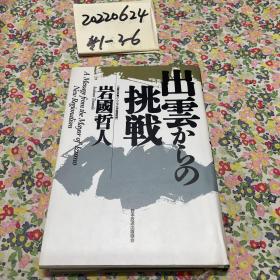 20220624
#1-26
出雲からの
挑戦
岩國哲人
A Message from the Mayor of Izumo
New Regionalism